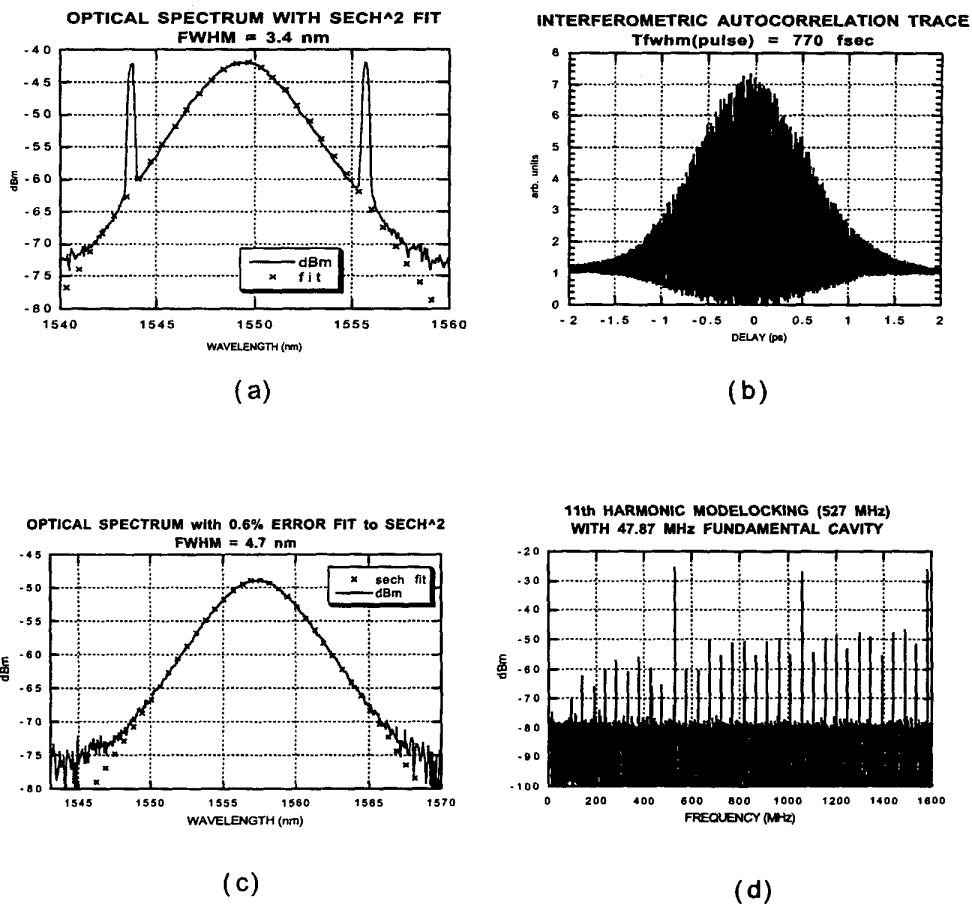 OPTICAL SPECTRUM WITH SECH^2 FIT
FWHM = 3.4 nm
-40
-45
-50
-55
-60
-65
-70
-75
-80
dBm
dBm
fit
1540
1545
1550
1555
1560
WAVELENGTH (nm)
(a)
INTERFEROMETRIC AUTOCORRELATION TRACE
Tfwhm(pulse) = 770 fsec
8
7
6
5
4
3
2
1
0
arb. units
-2
-1.5
-1
-0.5
0
0.5
1
1.5
2
DELAY (ps)
(b)
OPTICAL SPECTRUM with 0.6% ERROR FIT to SECH^2
FWHM = 4.7 nm
-45
-50
-55
-60
-65
-70
-75
-80
dBm
sech fit
dBm
1545
1550
1555
1560
1565
1570
WAVELENGTH (nm)
(c)
11th HARMONIC MODELOCKING (527 MHz)
WITH 47.87 MHz FUNDAMENTAL CAVITY
-20
-30
-40
-50
-60
-70
-80
-90
-100
dBm
0
200
400
600
800
1000
1200
1400
1600
FREQUENCY (MHz)
(d)